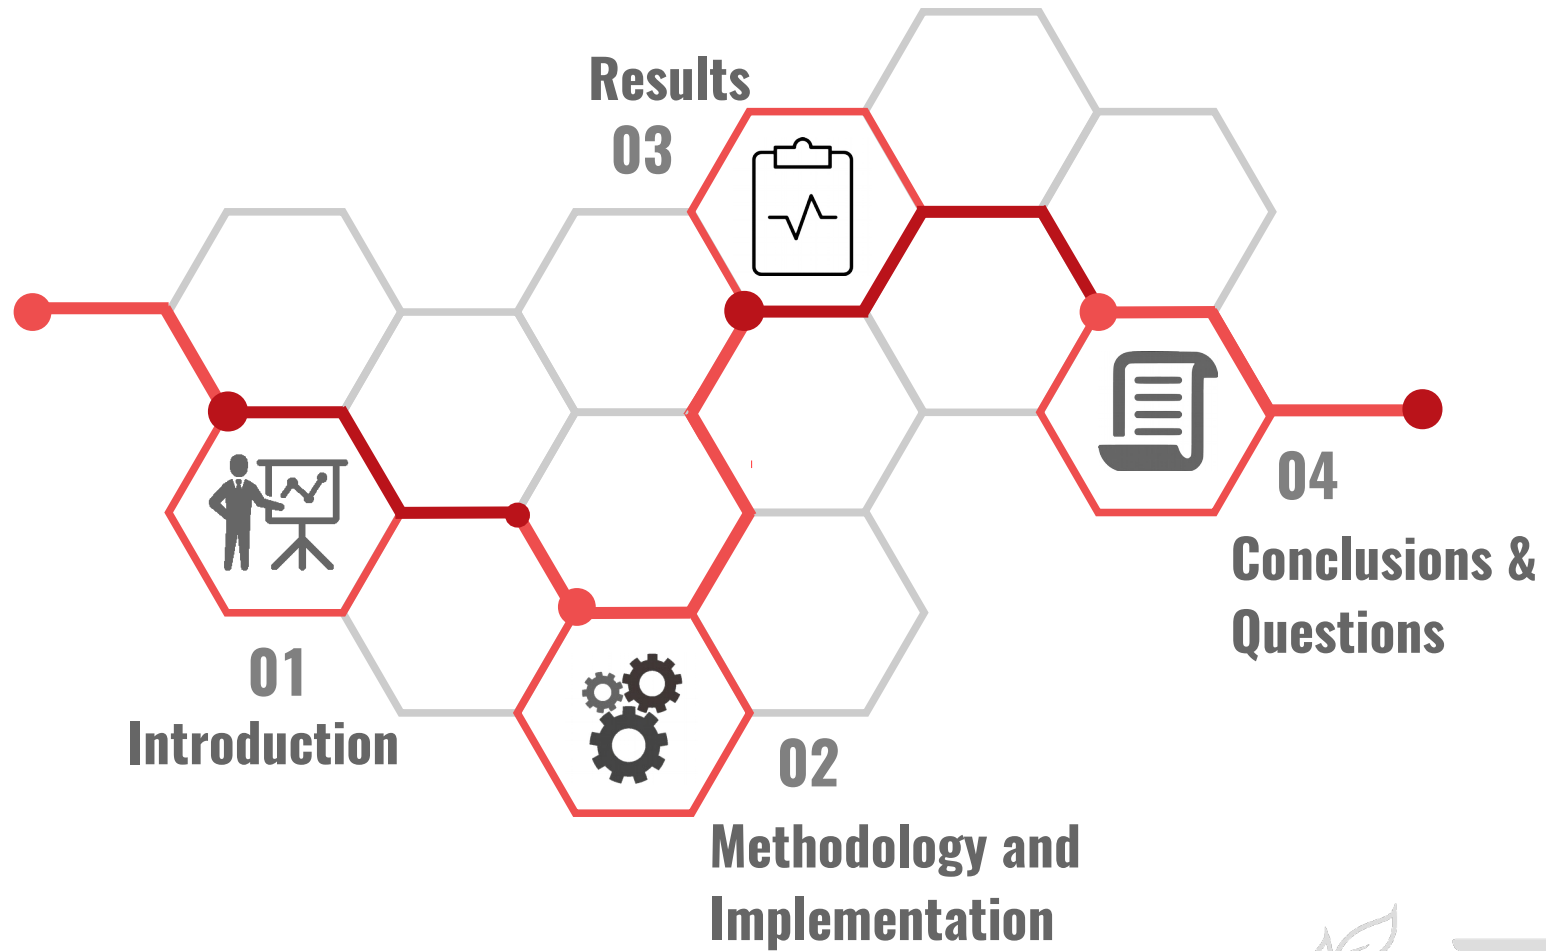 01
Introduction
02
Methodology and
Implementation
Results
03
04
Conclusions &
Questions